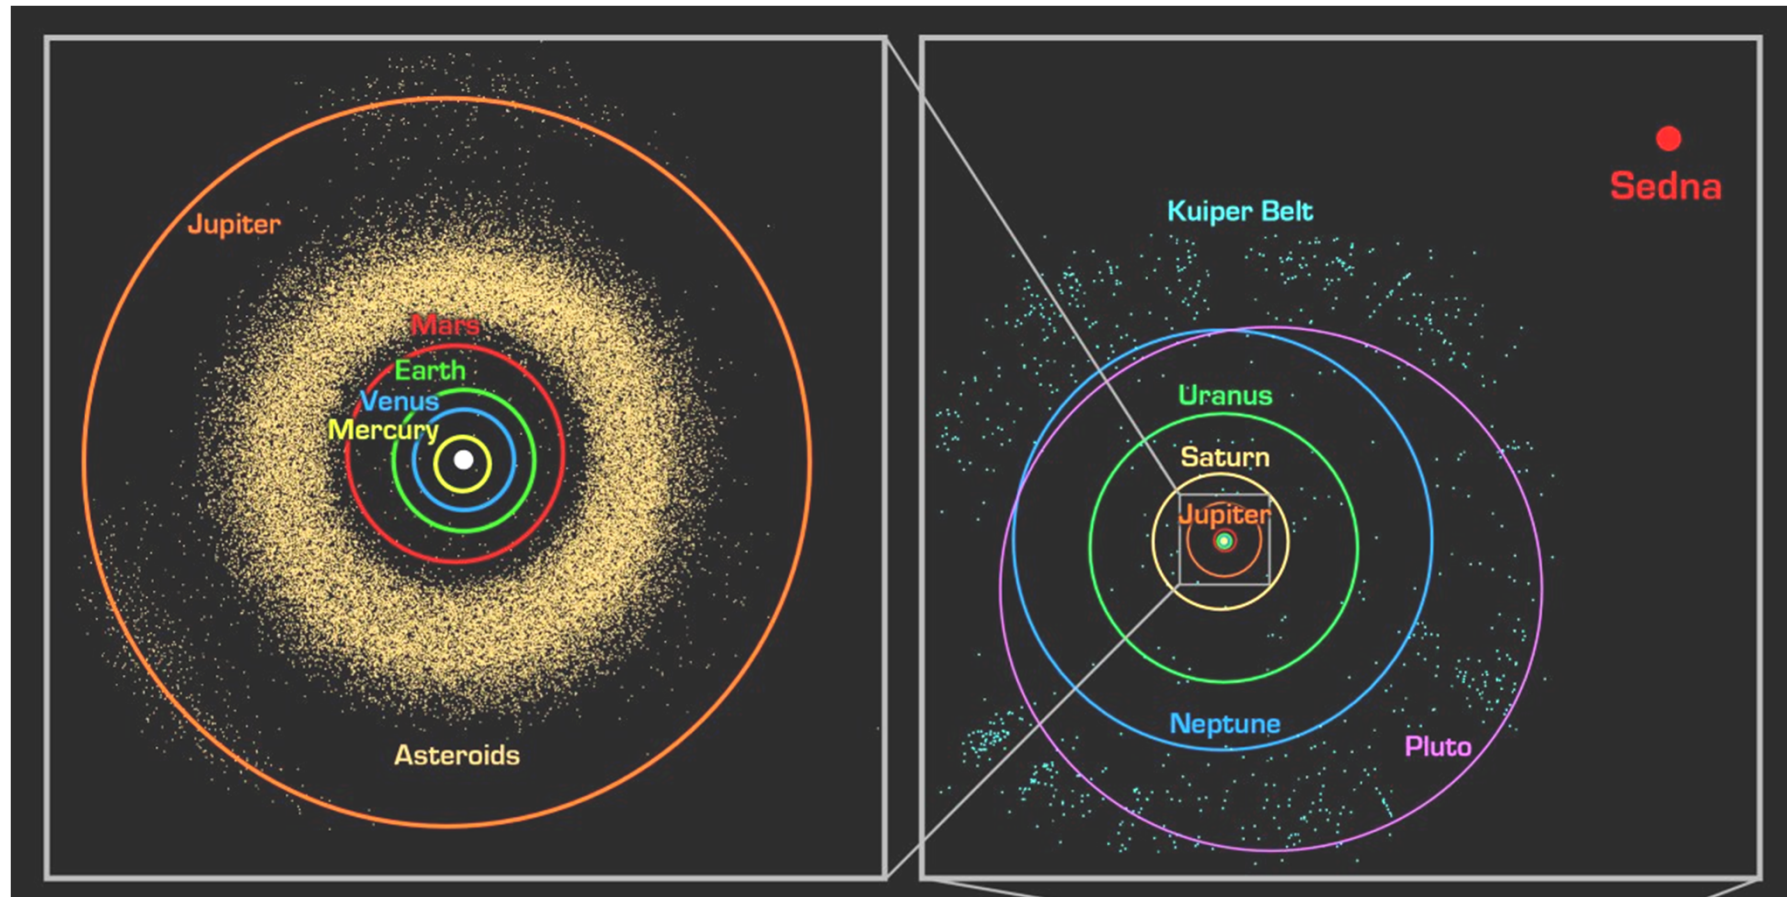 Jupiter
Mars
Earth
Venus
Mercury
Asteroids
Sedna
Kuiper Belt
Uranus
Saturn
Jupiter
Neptune
Pluto